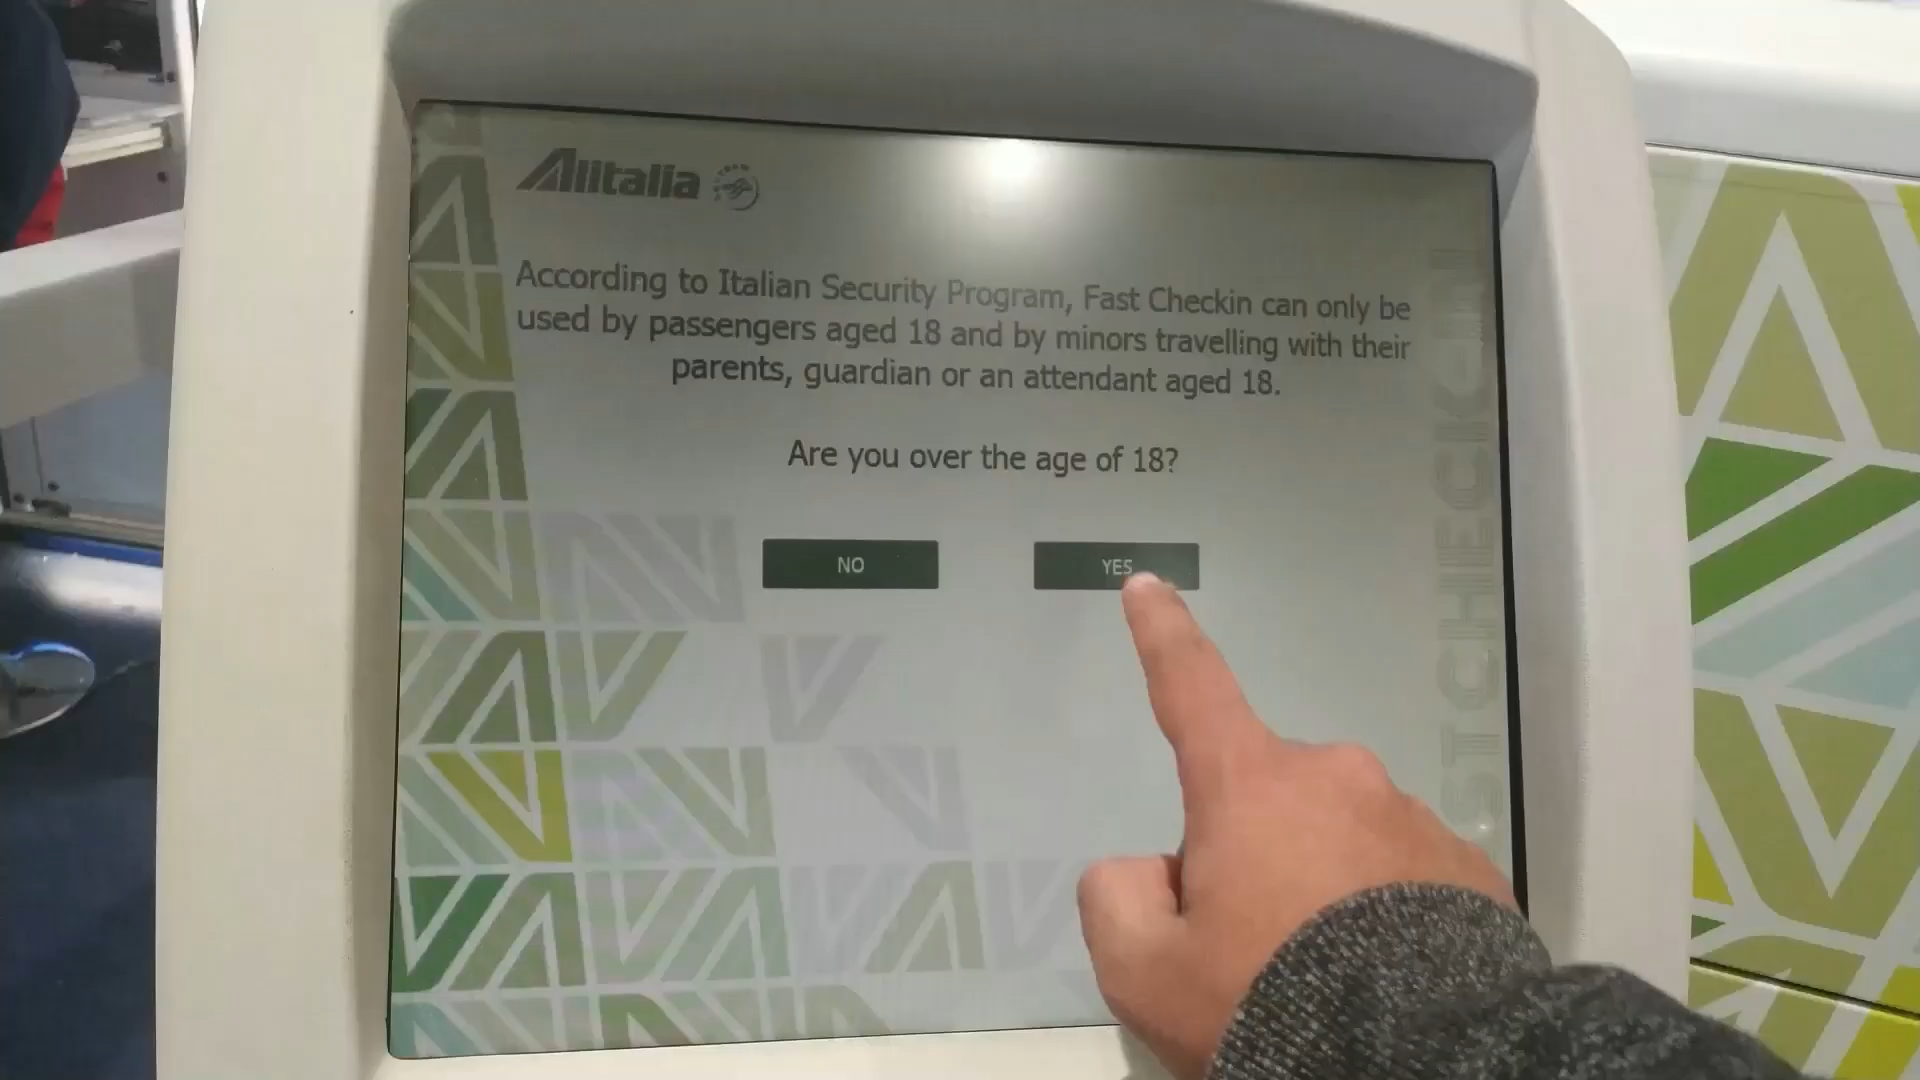 Alitalia
According to Italian Security Program, Fast Checkin can only be
used by passengers aged 18 and by minors travelling with their
parents, guardian or an attendant aged 18.
Are you over the age of 18?
NO
YES